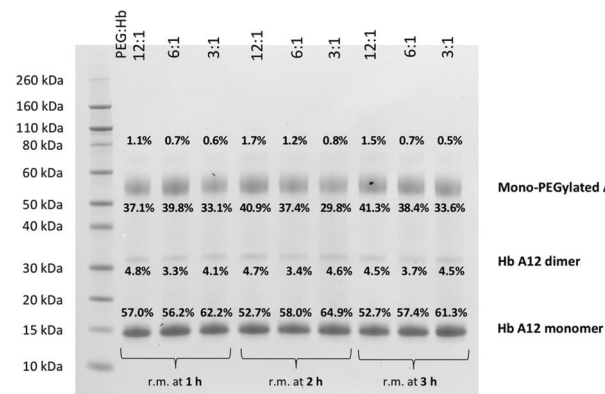 PEG:Hb
12:1 6:1 3:1 12:1 6:1 3:1 12:1 6:1 3:1
260 kDa
160 kDa
110 kDa
80 kDa
1.1% 0.7% 0.6% 1.7% 1.2% 0.8% 1.5% 0.7% 0.5%
60 kDa
Mono-PEGylated
50 kDa
37.1% 39.8% 33.1% 40.9% 37.4% 29.8% 41.3% 38.4% 33.6%
40 kDa
Hb A12 dimer
30 kDa
4.8% 3.3% 4.1% 4.7% 3.4% 4.6% 4.5% 3.7% 4.5%
20 kDa
57.0% 56.2% 62.2% 52.7% 58.0% 64.9% 52.7% 57.4% 61.3%
15 kDa
Hb A12 monomer
10 kDa
r.m. at 1 h r.m. at 2 h r.m. at 3 h